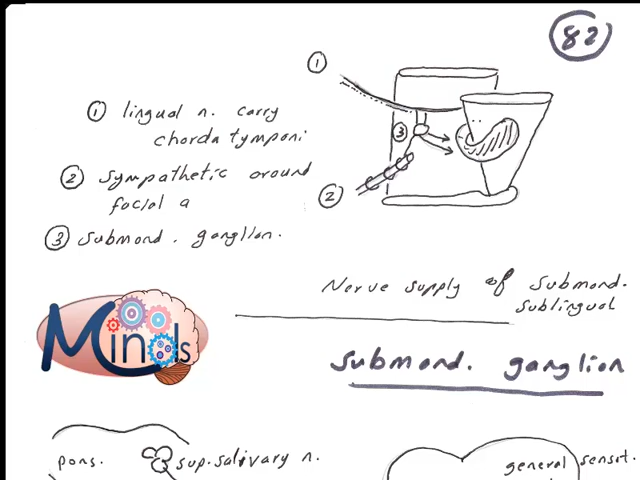 82
1
① lingual n. carry
chorda tymponi
3
② sympathetic around
facial a
2
③ submand. ganglion.
Nerve supply of submand.
sublingual
Minds
submand. ganglion
pons. sup. salivary n. general sensat.